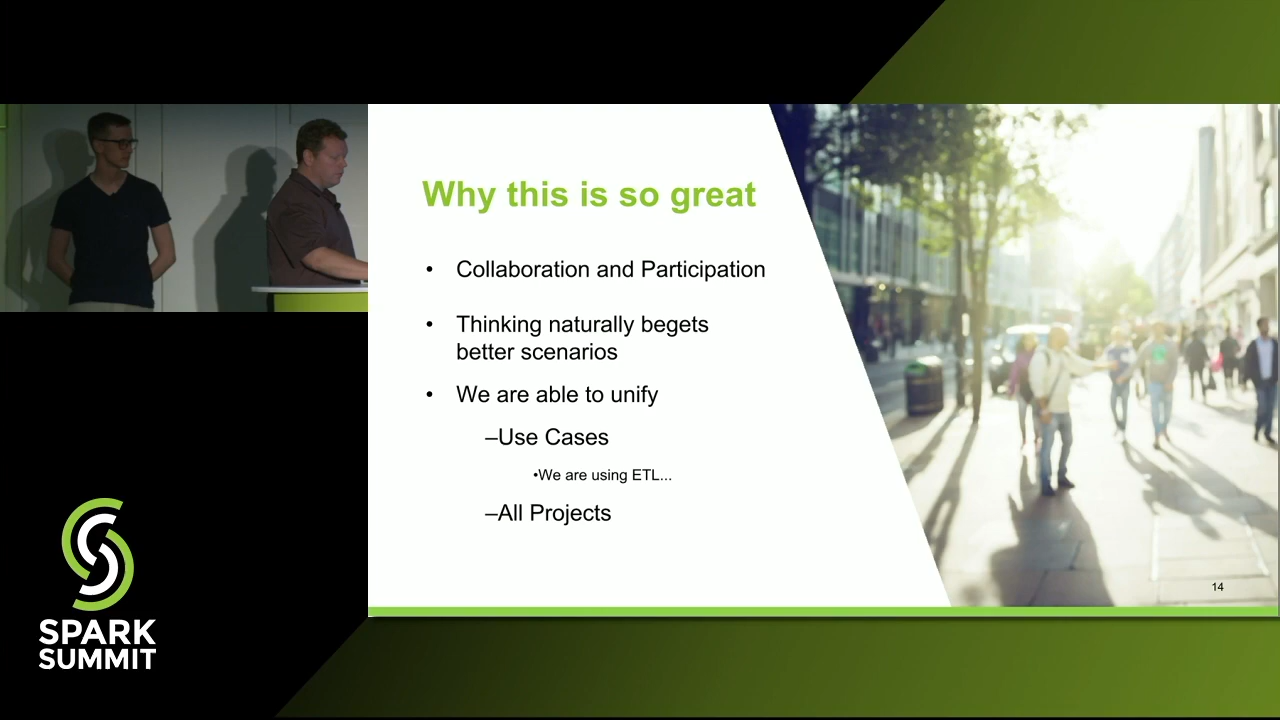 Why this is so great
• Collaboration and Participation
• Thinking naturally begets
better scenarios
• We are able to unify
–Use Cases
•We are using ETL...
–All Projects
14
SPARK
SUMMIT